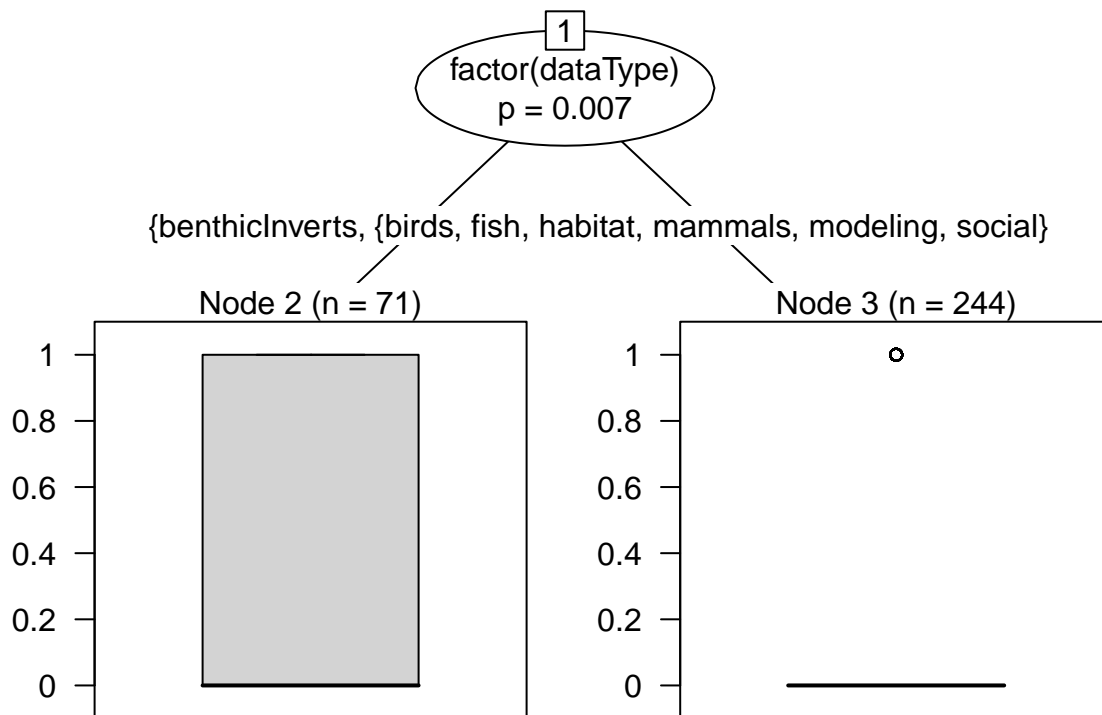 1
factor(dataType)
p = 0.007
{benthicInverts, {birds, fish, habitat, mammals, modeling, social}
Node 2 (n = 71)
1
0.8
0.6
0.4
0.2
0
Node 3 (n = 244)
1
0.8
0.6
0.4
0.2
0